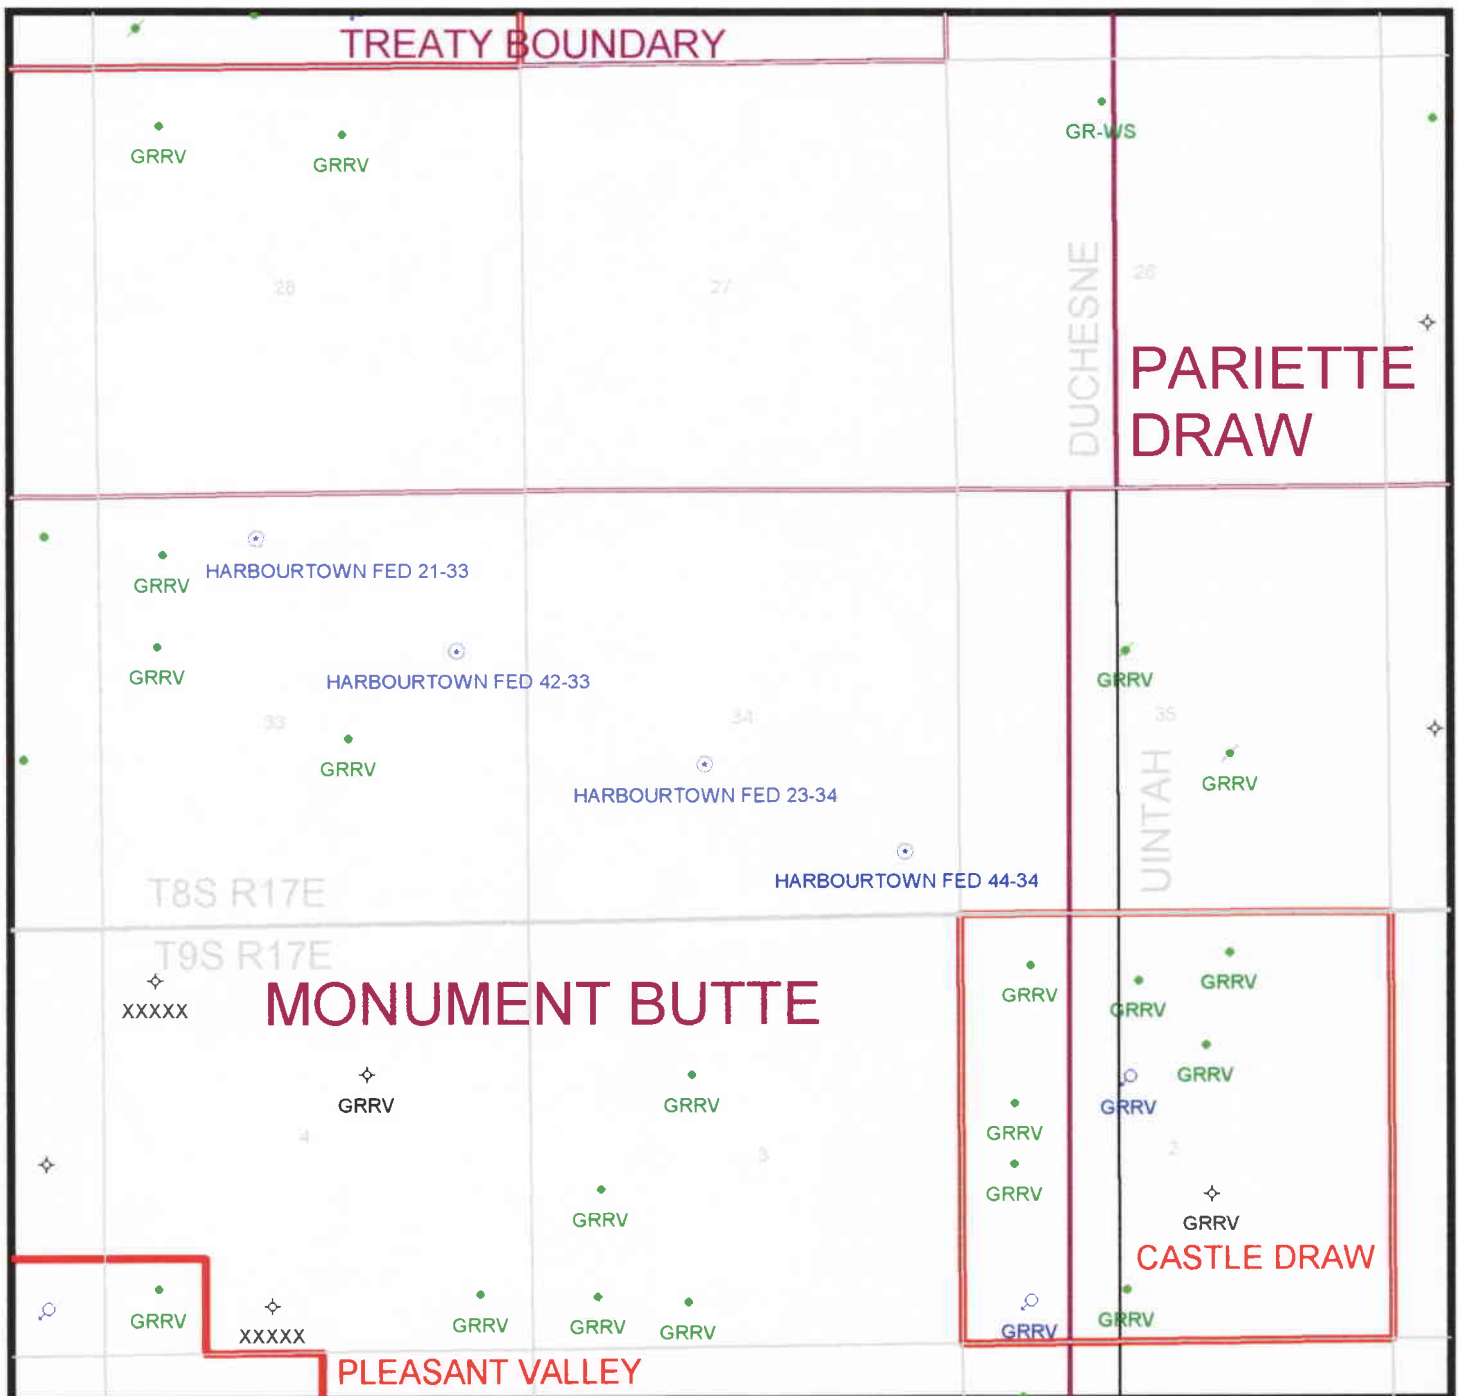 TREATY BOUNDARY
GR-WS
GRRV
GRRV
28
27
26
DUCHESNE
PARIETTE
DRAW
GRRV
HARBOURTOWN FED 21-33
GRRV
HARBOURTOWN FED 42-33
GRRV
33
34
35
GRRV
HARBOURTOWN FED 23-34
GRRV
UINTAH
HARBOURTOWN FED 44-34
T8S R17E
T9S R17E
XXXXX
MONUMENT BUTTE
GRRV
GRRV
GRRV
GRRV
GRRV
GRRV
GRRV
GRRV
4
3
2
GRRV
GRRV
GRRV
GRRV
CASTLE DRAW
GRRV
XXXXX
GRRV
GRRV
GRRV
GRRV
GRRV
PLEASANT VALLEY